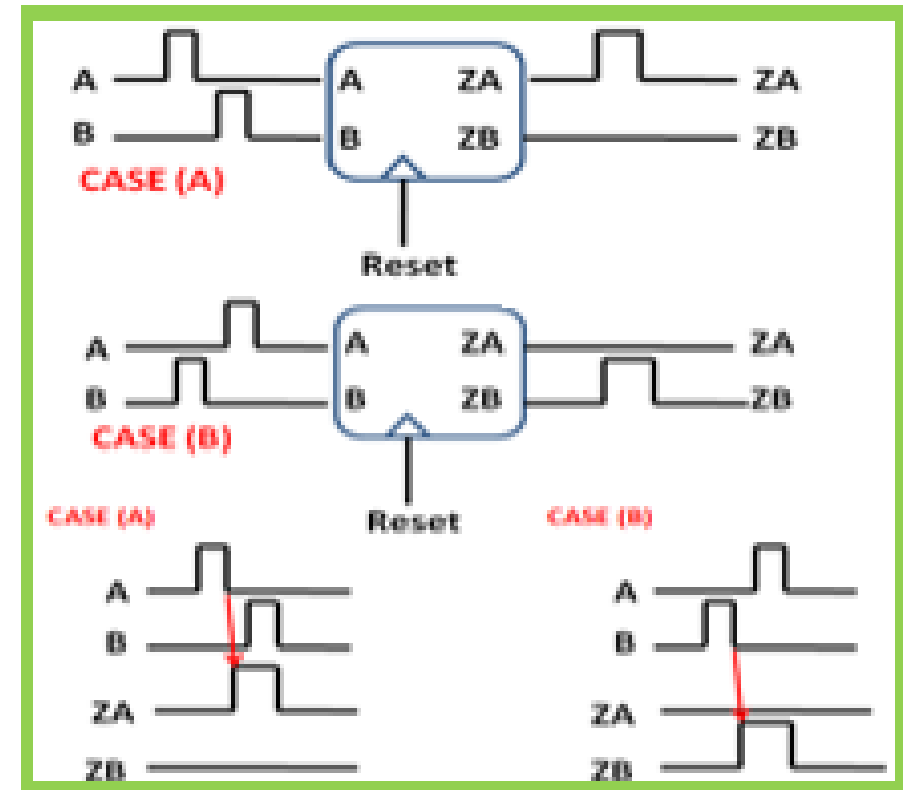 A A ZA ZA
B B ZB ZB
CASE (A)
Reset
A A ZA ZA
B B ZB ZB
CASE (B)
Reset
CASE (A) CASE (B)
A A
B B
ZA ZA
ZB ZB